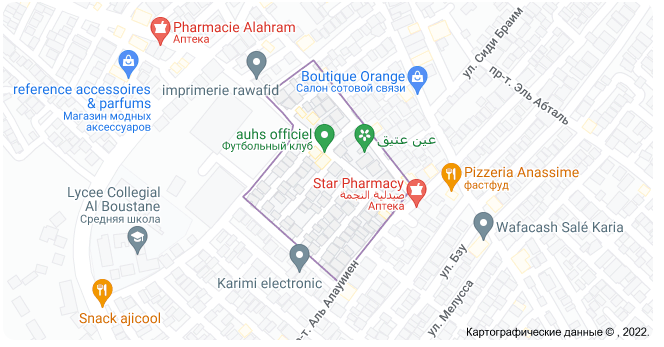 Pharmacie Alahram
Аптека
ул. Сиди Браим
reference accessoires
& parfums
Магазин модных
аксессуаров
imprimerie rawafid
Boutique Orange
Салон сотовой связи
пр-т. Эль Абталь
auhs officiel
Футбольный клуб
عين عتيق
Lycee Collegial
Al Boustane
Средняя школа
Star Pharmacy
صيدلية النجمة
Аптека
Pizzeria Anassime
фастфуд
Wafacash Salé Karia
ул. Бзу
Karimi electronic
Snack ajicool
р-т. Аль Алауииен
ул. Мелусса
Картографические данные © , 2022.